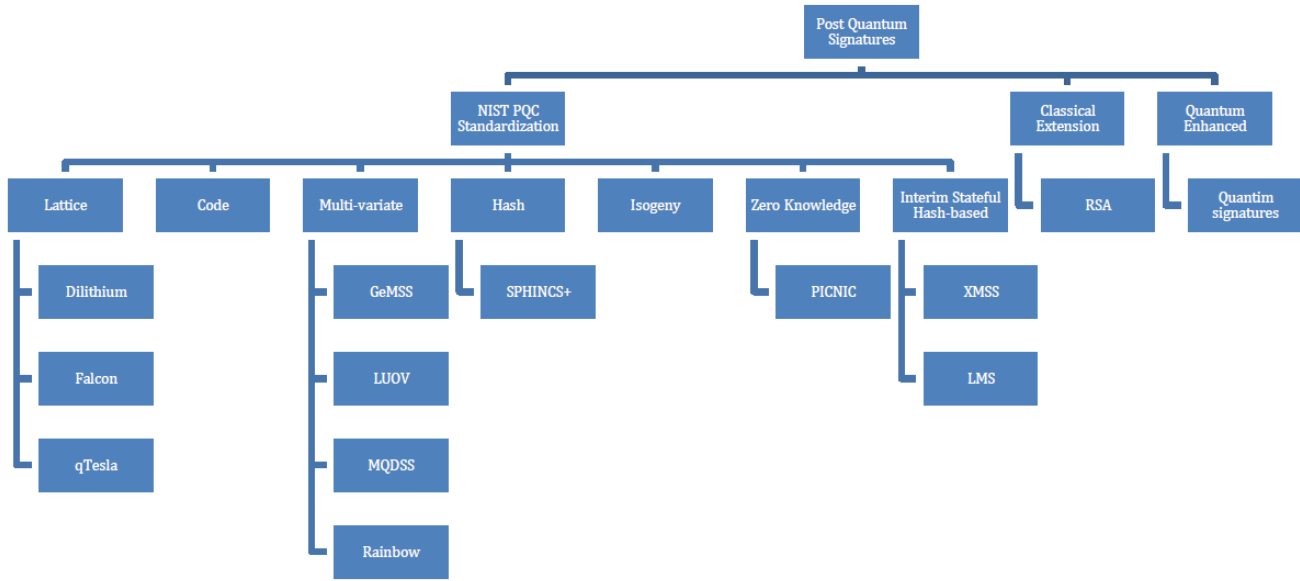 Post Quantum
Signatures
NIST PQC
Standardization
Classical
Extension
Quantum
Enhanced
Lattice
Code
Multi-variate
Hash
Isogeny
Zero Knowledge
Interim Stateful
Hash-based
RSA
Quantim
signatures
Dilithium
GeMSS
SPHINCS+
PICNIC
XMSS
Falcon
LUOV
LMS
qTesla
MQDSS
Rainbow